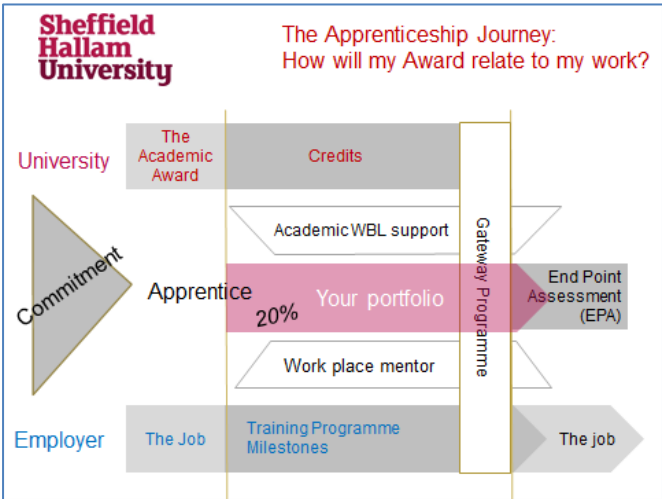 Sheffield
Hallam
University
The Apprenticeship Journey:
How will my Award relate to my work?
University
The
Academic
Award
Credits
Gateway Programme
Academic WBL support
Commitment
Apprentice
20%
Your portfolio
End Point
Assessment
(EPA)
Work place mentor
Employer
The Job
Training Programme
Milestones
The job